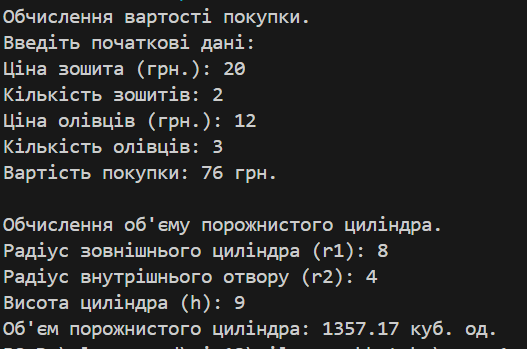 Обчислення вартості покупки.
Введіть початкові дані:
Ціна зошита (грн.): 20
Кількість зошитів: 2
Ціна олівців (грн.): 12
Кількість олівців: 3
Вартість покупки: 76 грн.
Обчислення об'єму порожнистого циліндра.
Радіус зовнішнього циліндра (r1): 8
Радіус внутрішнього отвору (r2): 4
Висота циліндра (h): 9
Об'єм порожнистого циліндра: 1357.17 куб. од.